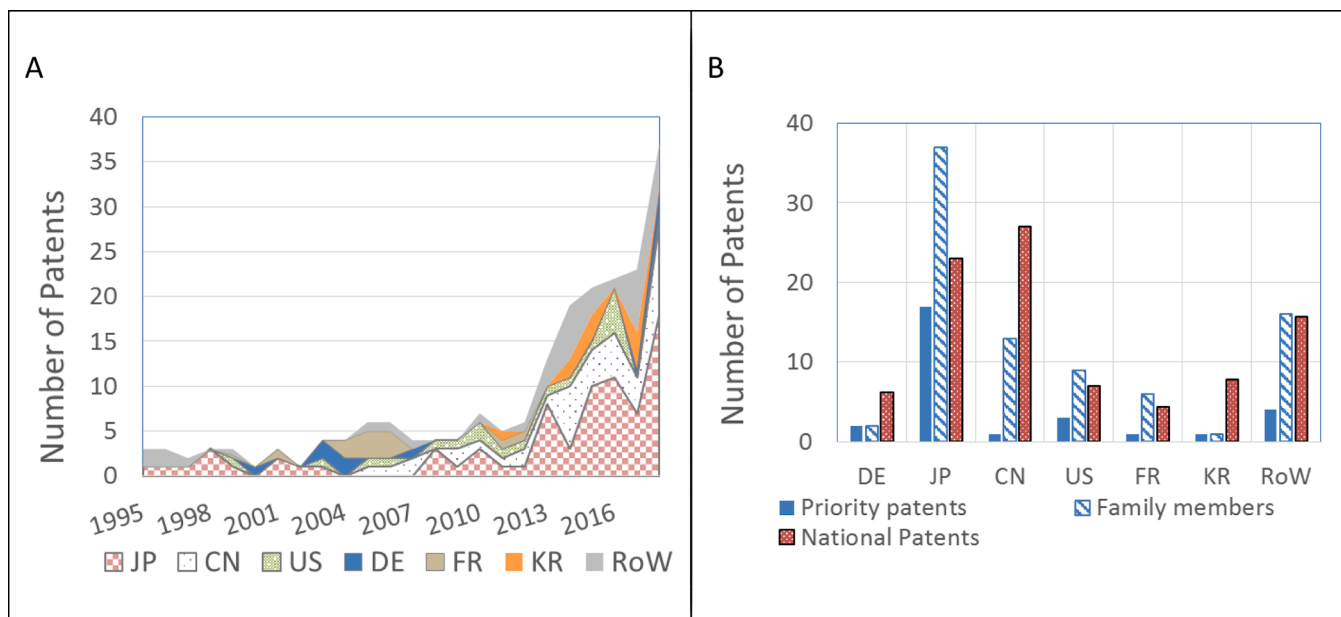 A
Number of Patents
40
35
30
25
20
15
10
5
0
1995 1998 2001 2004 2007 2010 2013 2016
JP CN US DE FR KR RoW
B
Number of Patents
40
30
20
10
0
DE JP CN US FR KR RoW
Priority patents Family members
National Patents